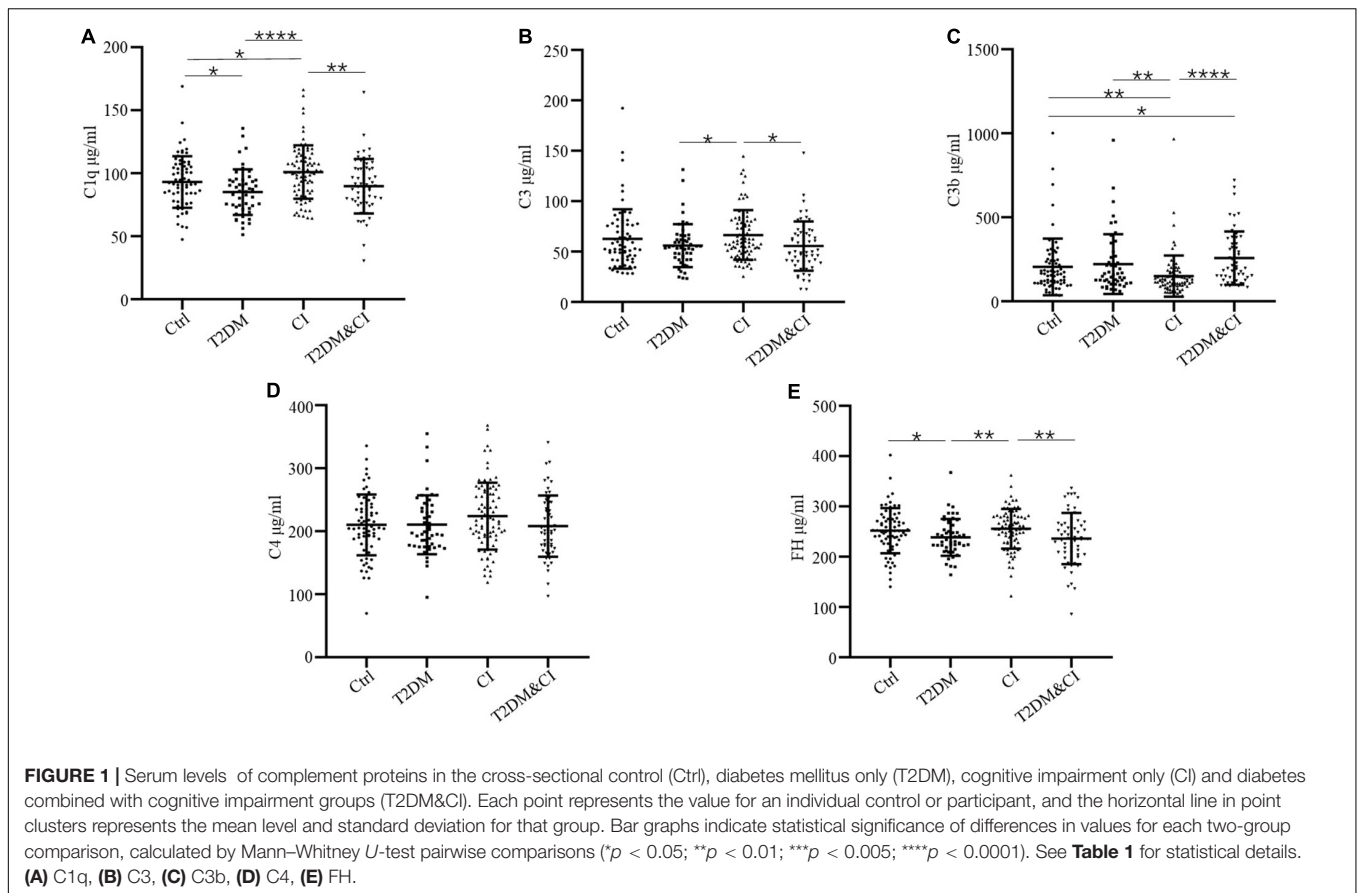 A
****
*
*
**
200
150
100
50
0
C1q µg/ml
Ctrl
T2DM
CI
T2DM&CI
B
*
*
250
200
150
100
50
0
C3 µg/ml
Ctrl
T2DM
CI
T2DM&CI
C
**
****
**
*
1500
1000
500
0
C3b µg/ml
Ctrl
T2DM
CI
T2DM&CI
D
400
300
200
100
0
C4 µg/ml
Ctrl
T2DM
CI
T2DM&CI
E
*
**
**
500
400
300
200
100
0
FH µg/ml
Ctrl
T2DM
CI
T2DM&CI
FIGURE 1 | Serum levels of complement proteins in the cross-sectional control (Ctrl), diabetes mellitus only (T2DM), cognitive impairment only (CI) and diabetes
combined with cognitive impairment groups (T2DM&CI). Each point represents the value for an individual control or participant, and the horizontal line in point
clusters represents the mean level and standard deviation for that group. Bar graphs indicate statistical significance of differences in values for each two-group
comparison, calculated by Mann–Whitney U-test pairwise comparisons (*p < 0.05; **p < 0.01; ***p < 0.005; ****p < 0.0001). See Table 1 for statistical details.
(A) C1q, (B) C3, (C) C3b, (D) C4, (E) FH.